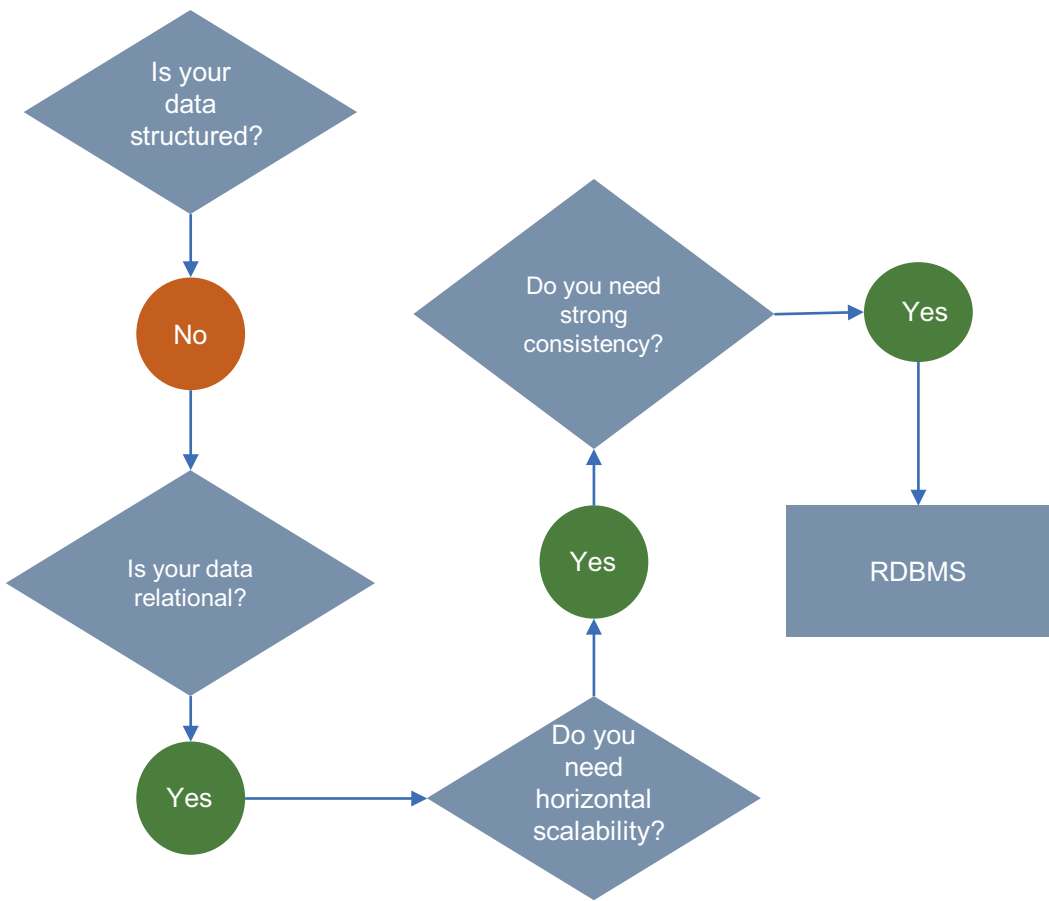 Is your
data
structured?
No
Is your data
relational?
Yes
Do you
need
horizontal
scalability?
Yes
Do you need
strong
consistency?
Yes
RDBMS